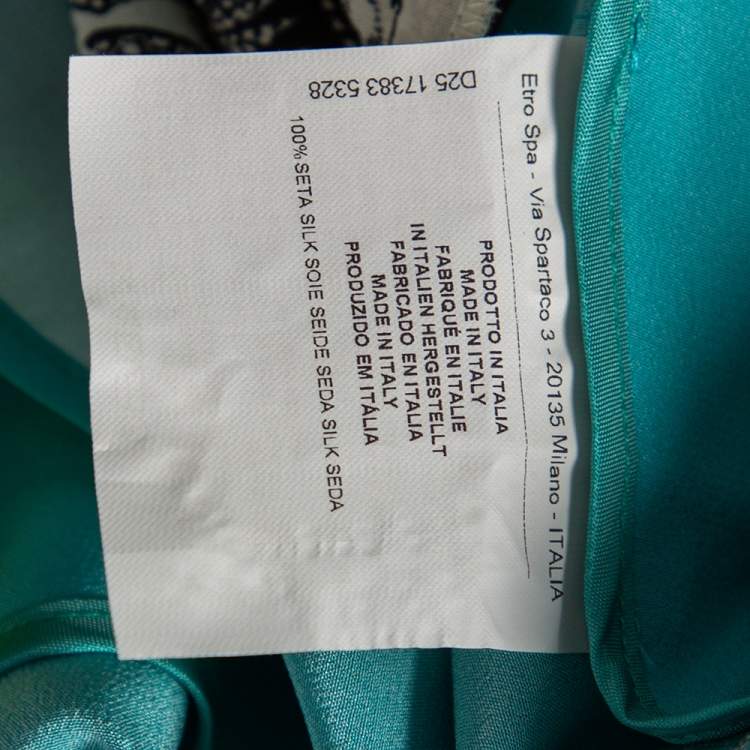 Etro Spa - Via Spartaco 3 - 20135 Milano - ITALIA
PRODOTTO IN ITALIA
MADE IN ITALY
FABRIQUÉ EN ITALIE
IN ITALIEN HERGESTELLT
FABRICADO EN ITALIA
MADE IN ITALY
PRODUZIDO EM ITÁLIA
100% SETA SILK SOIE SEIDE SEDA SILK SEDA
D25 17383 5328